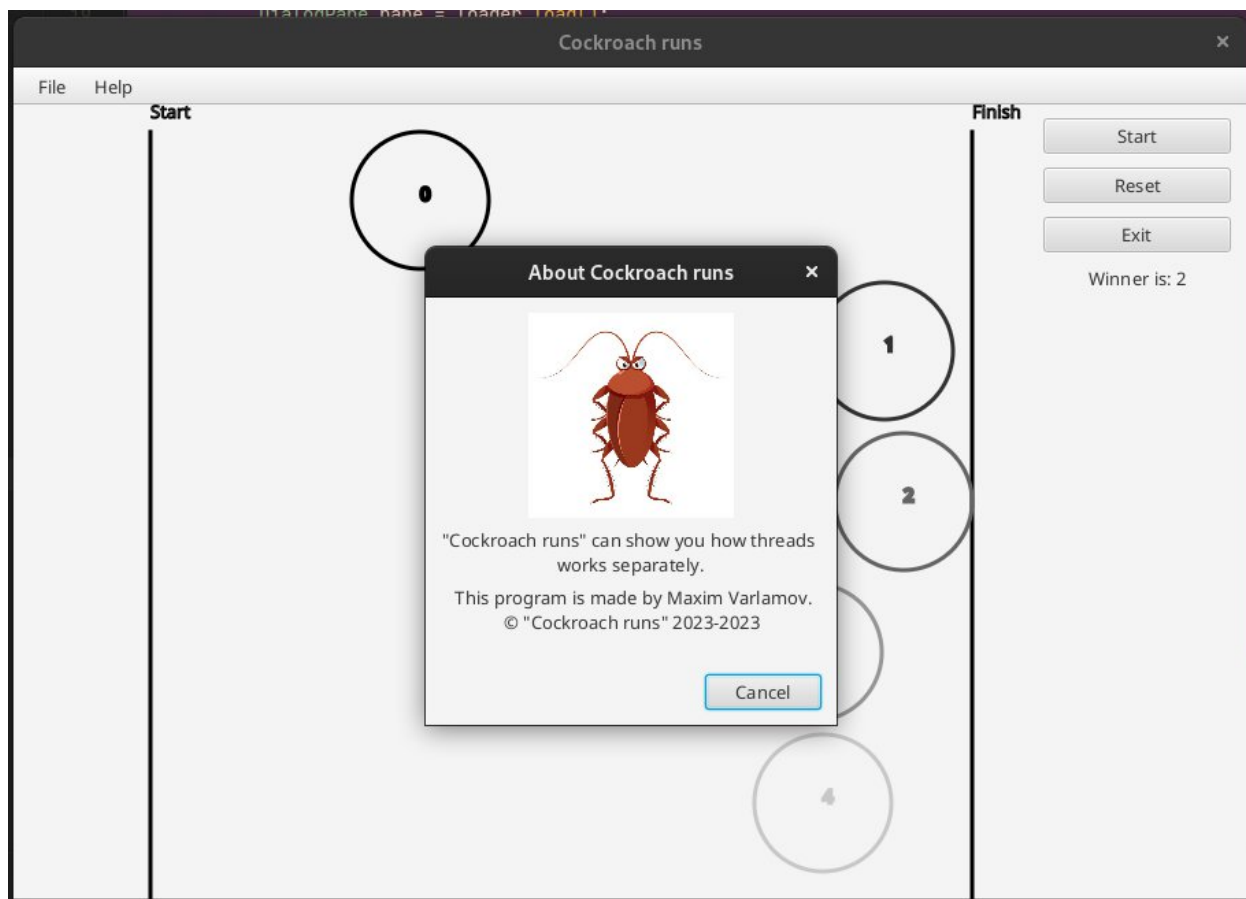 Cockroach runs
File Help
Start
Finish
Start
Reset
Exit
Winner is: 2
0
1
2
4
About Cockroach runs
"Cockroach runs" can show you how threads
works separately.
This program is made by Maxim Varlamov.
© "Cockroach runs" 2023-2023
Cancel